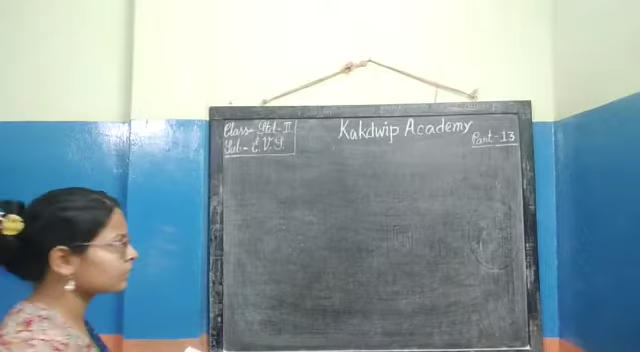 Class- Std-II
Sub- E.V.S.
Kakdwip Academy
Part-13